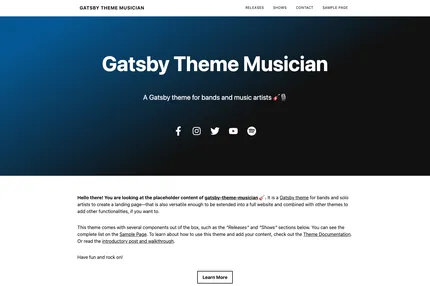 GATSBY THEME MUSICIAN
RELEASES SHOWS CONTACT SAMPLE PAGE
Gatsby Theme Musician
A Gatsby theme for bands and music artists 🎸🎙
Hello there! You are looking at the placeholder content of gatsby-theme-musician 🎸. It is a Gatsby theme for bands and solo
artists to create a landing page—that is also versatile enough to be extended into a full website and combined with other themes to
add other functionalities, if you want to.
This theme comes with several components out of the box, such as the "Releases" and "Shows" sections below. You can see the
complete list on the Sample Page. To learn about how to use this theme and add your content, check out the Theme Documentation.
Or read the introductory post and walkthrough.
Have fun and rock on!
Learn More